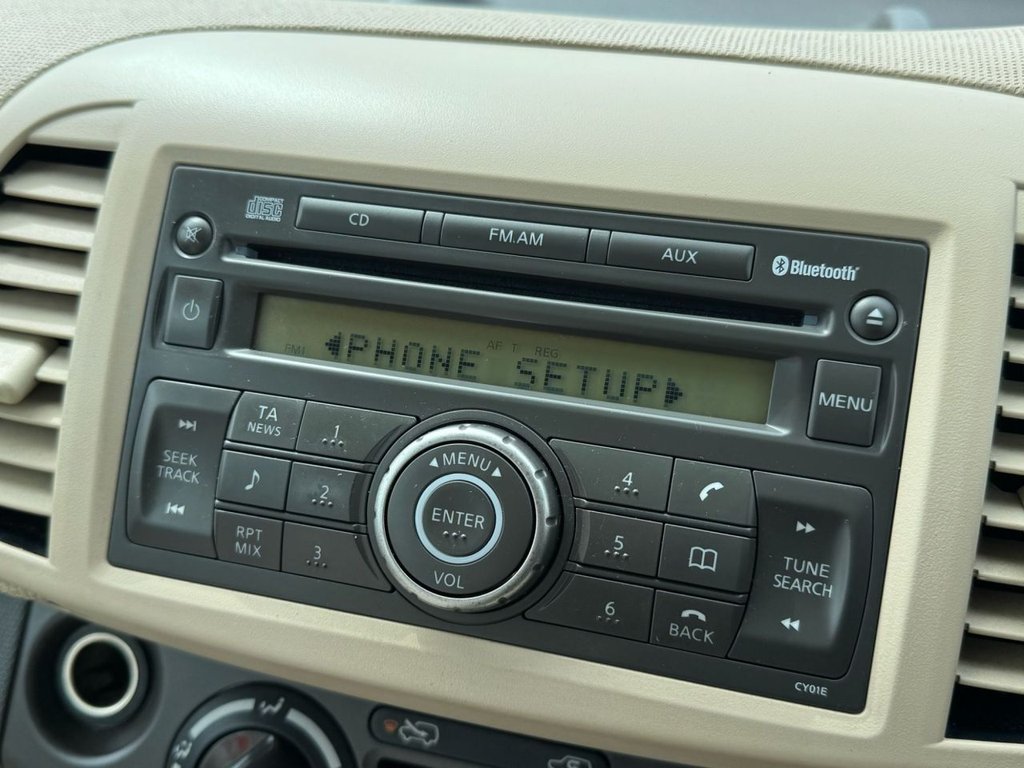 COMPACT
disc
DIGITAL AUDIO
CD
FM.AM
AUX
Bluetooth
FM1
AF T REG
PHONE SETUP
MENU
SEEK
TRACK
TA
NEWS
1
2
RPT
MIX
3
MENU
ENTER
VOL
4
5
6
BACK
TUNE
SEARCH
CY01E